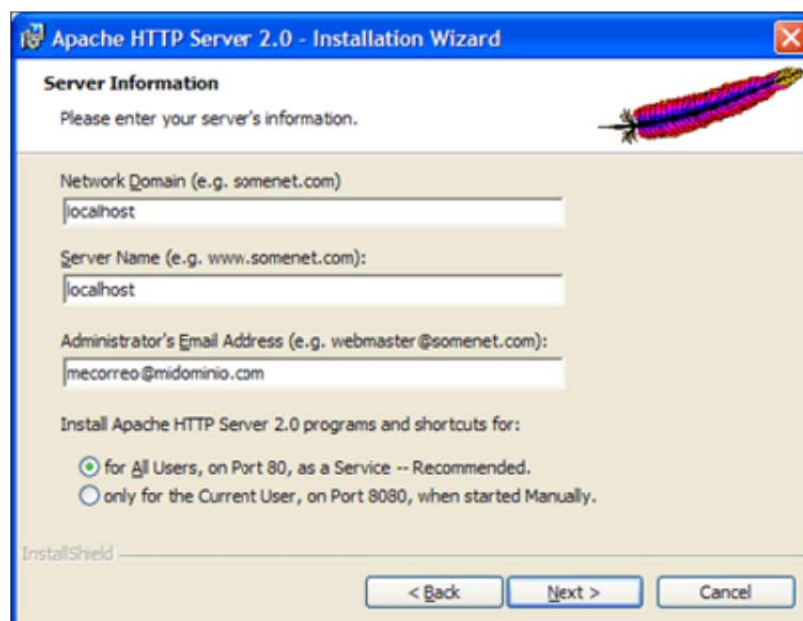 Apache HTTP Server 2.0 - Installation Wizard
Server Information
Please enter your server's information.
Network Domain (e.g. somenet.com)
localhost
Server Name (e.g. www.somenet.com):
localhost
Administrator's Email Address (e.g. webmaster@somenet.com):
mecorreo@midominio.com
Install Apache HTTP Server 2.0 programs and shortcuts for:
for All Users, on Port 80, as a Service -- Recommended.
only for the Current User, on Port 8080, when started Manually.
InstallShield
< Back Next > Cancel